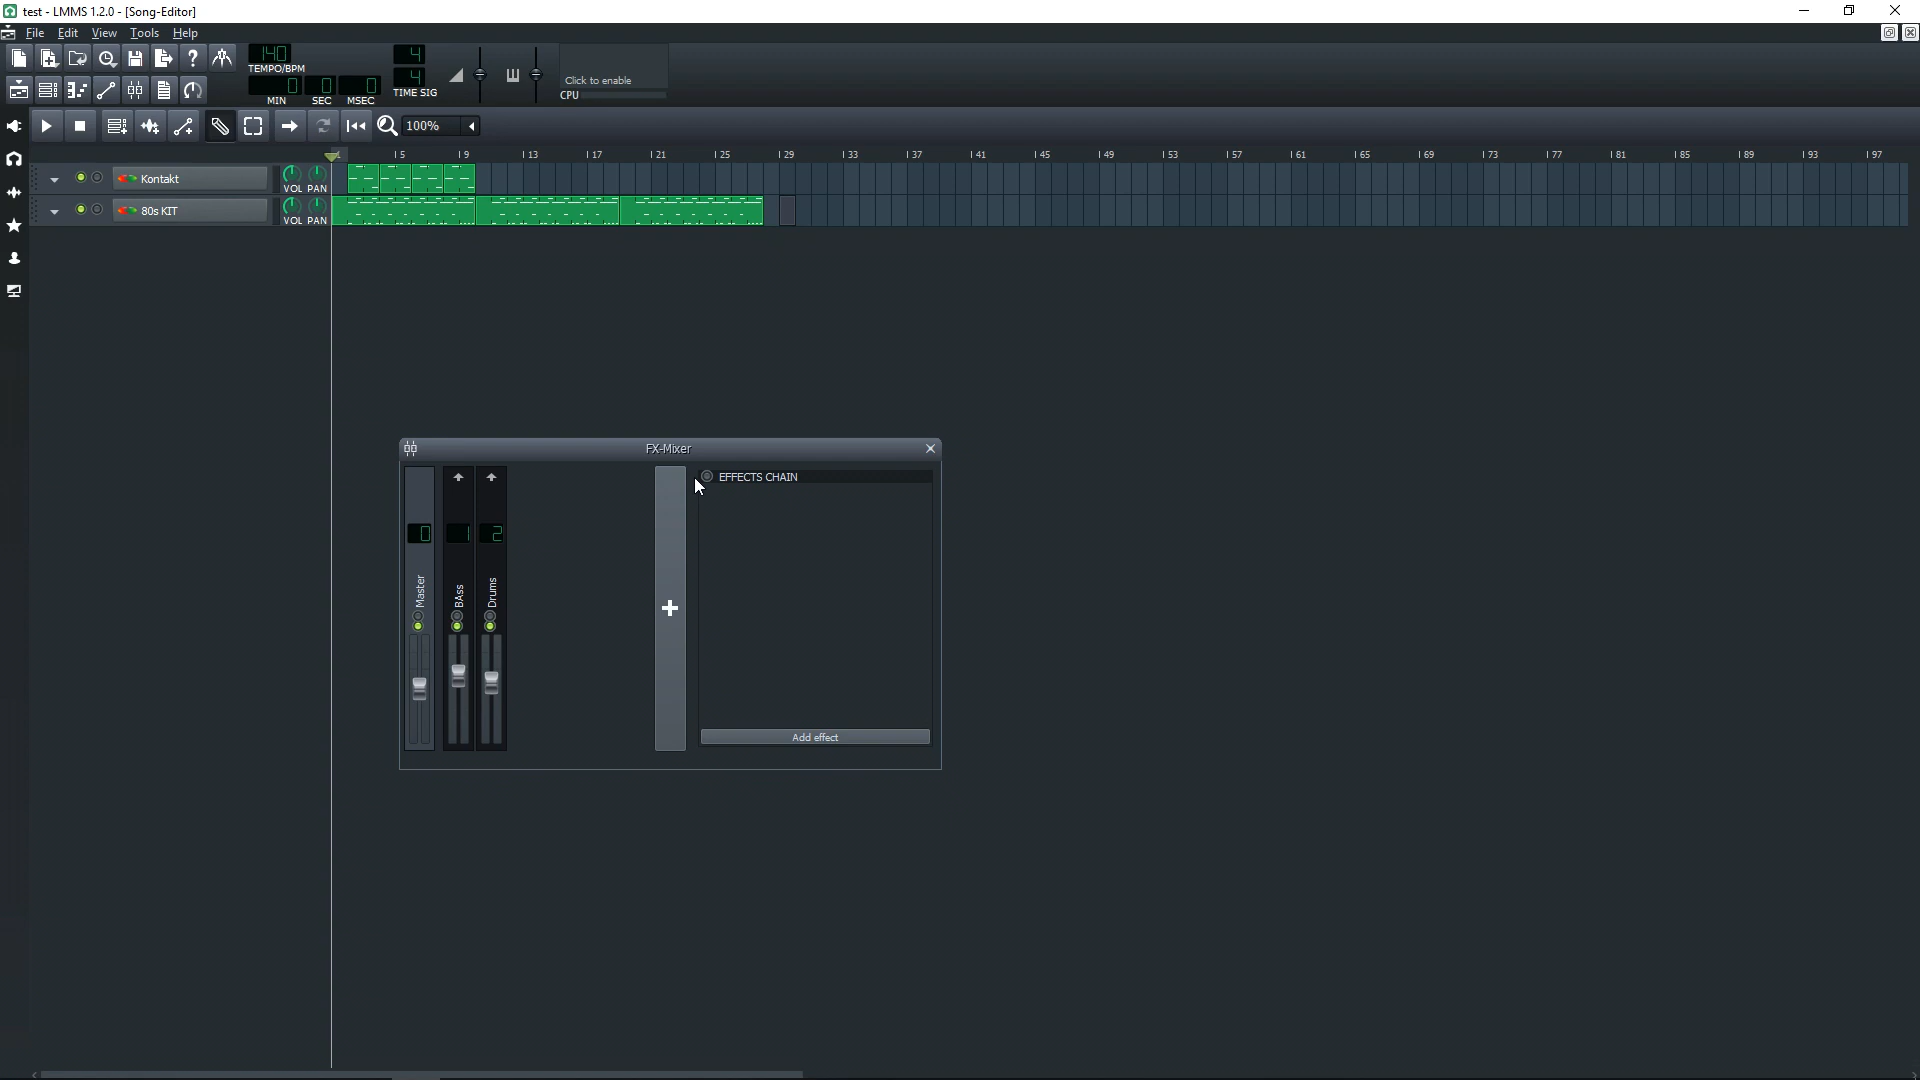 test - LMMS 1.2.0 - [Song-Editor]
File Edit View Tools Help
140
TEMPO/BPM
0 0 0
MIN SEC MSEC
4
4
TIME SIG
Click to enable
CPU
100%
5 9 13 17 21 25 29 33 37 41 45 49 53 57 61 65 69 73 77 81 85 89 93 97
Kontakt VOL PAN
80s KIT VOL PAN
FX-Mixer
EFFECTS CHAIN
0 1 2
Master BAss Drums
Add effect